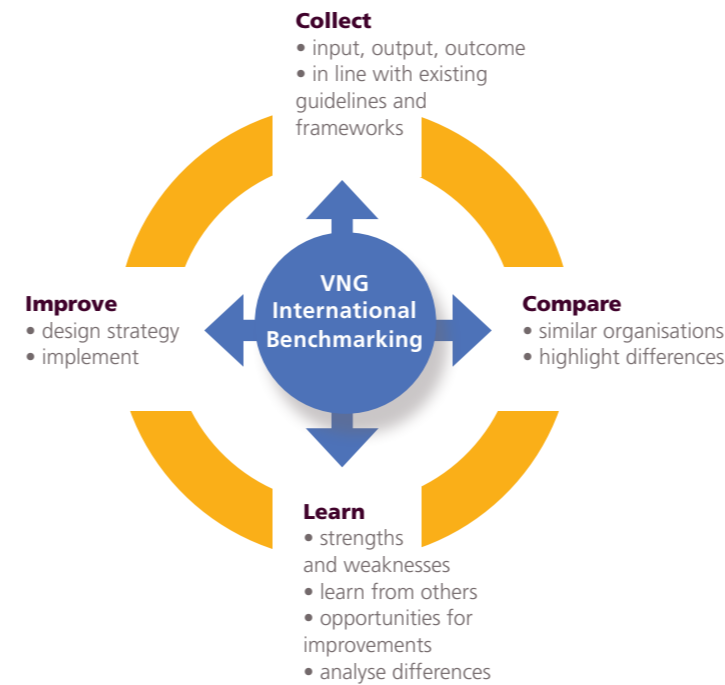 Collect
• input, output, outcome
• in line with existing
guidelines and
frameworks
VNG
International
Benchmarking
Improve
• design strategy
• implement
Compare
• similar organisations
• highlight differences
Learn
• strengths
and weaknesses
• learn from others
• opportunities for
improvements
• analyse differences